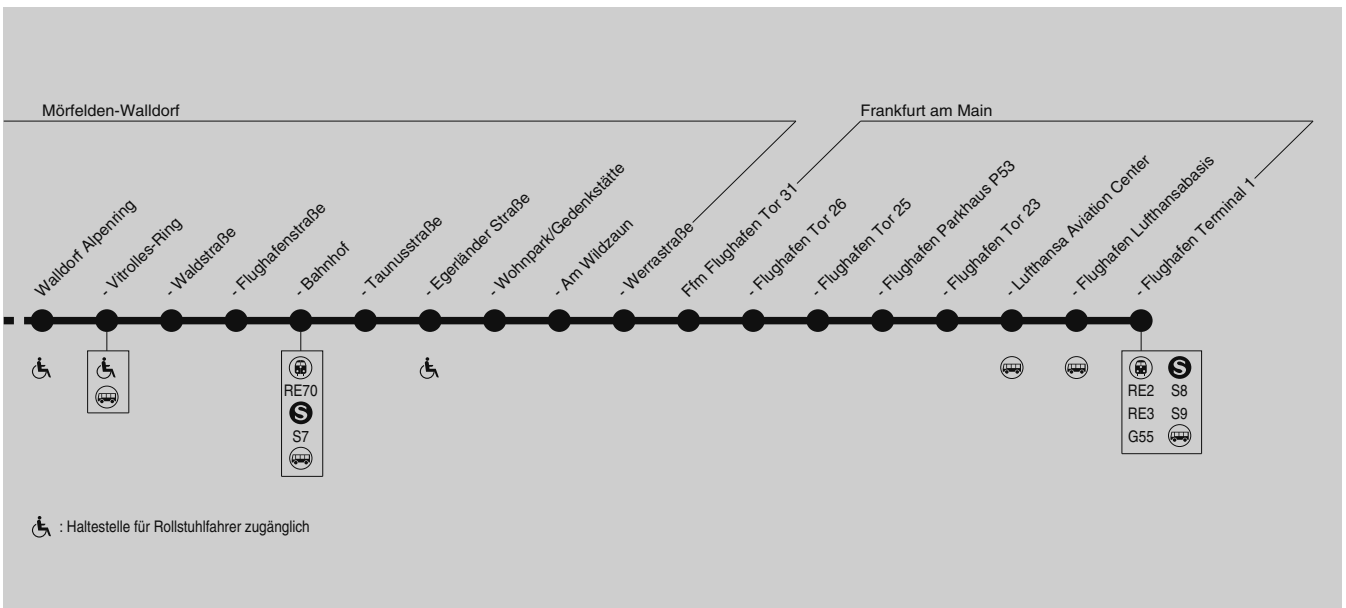 Mörfelden-Walldorf
Frankfurt am Main
Walldorf Alpenring
- Vitrolles-Ring
- Waldstraße
- Flughafenstraße
- Bahnhof
- Taunusstraße
- Egerländer Straße
- Wohnpark/Gedenkstätte
- Am Wildzaun
- Werrastraße
Ffm Flughafen Tor 31
- Flughafen Tor 26
- Flughafen Tor 25
- Flughafen Parkhaus P53
- Flughafen Tor 23
- Lufthansa Aviation Center
- Flughafen Lufthansabasis
- Flughafen Terminal 1
RE70
S
S7
S
RE2 S8
RE3 S9
G55
: Haltestelle für Rollstuhlfahrer zugänglich